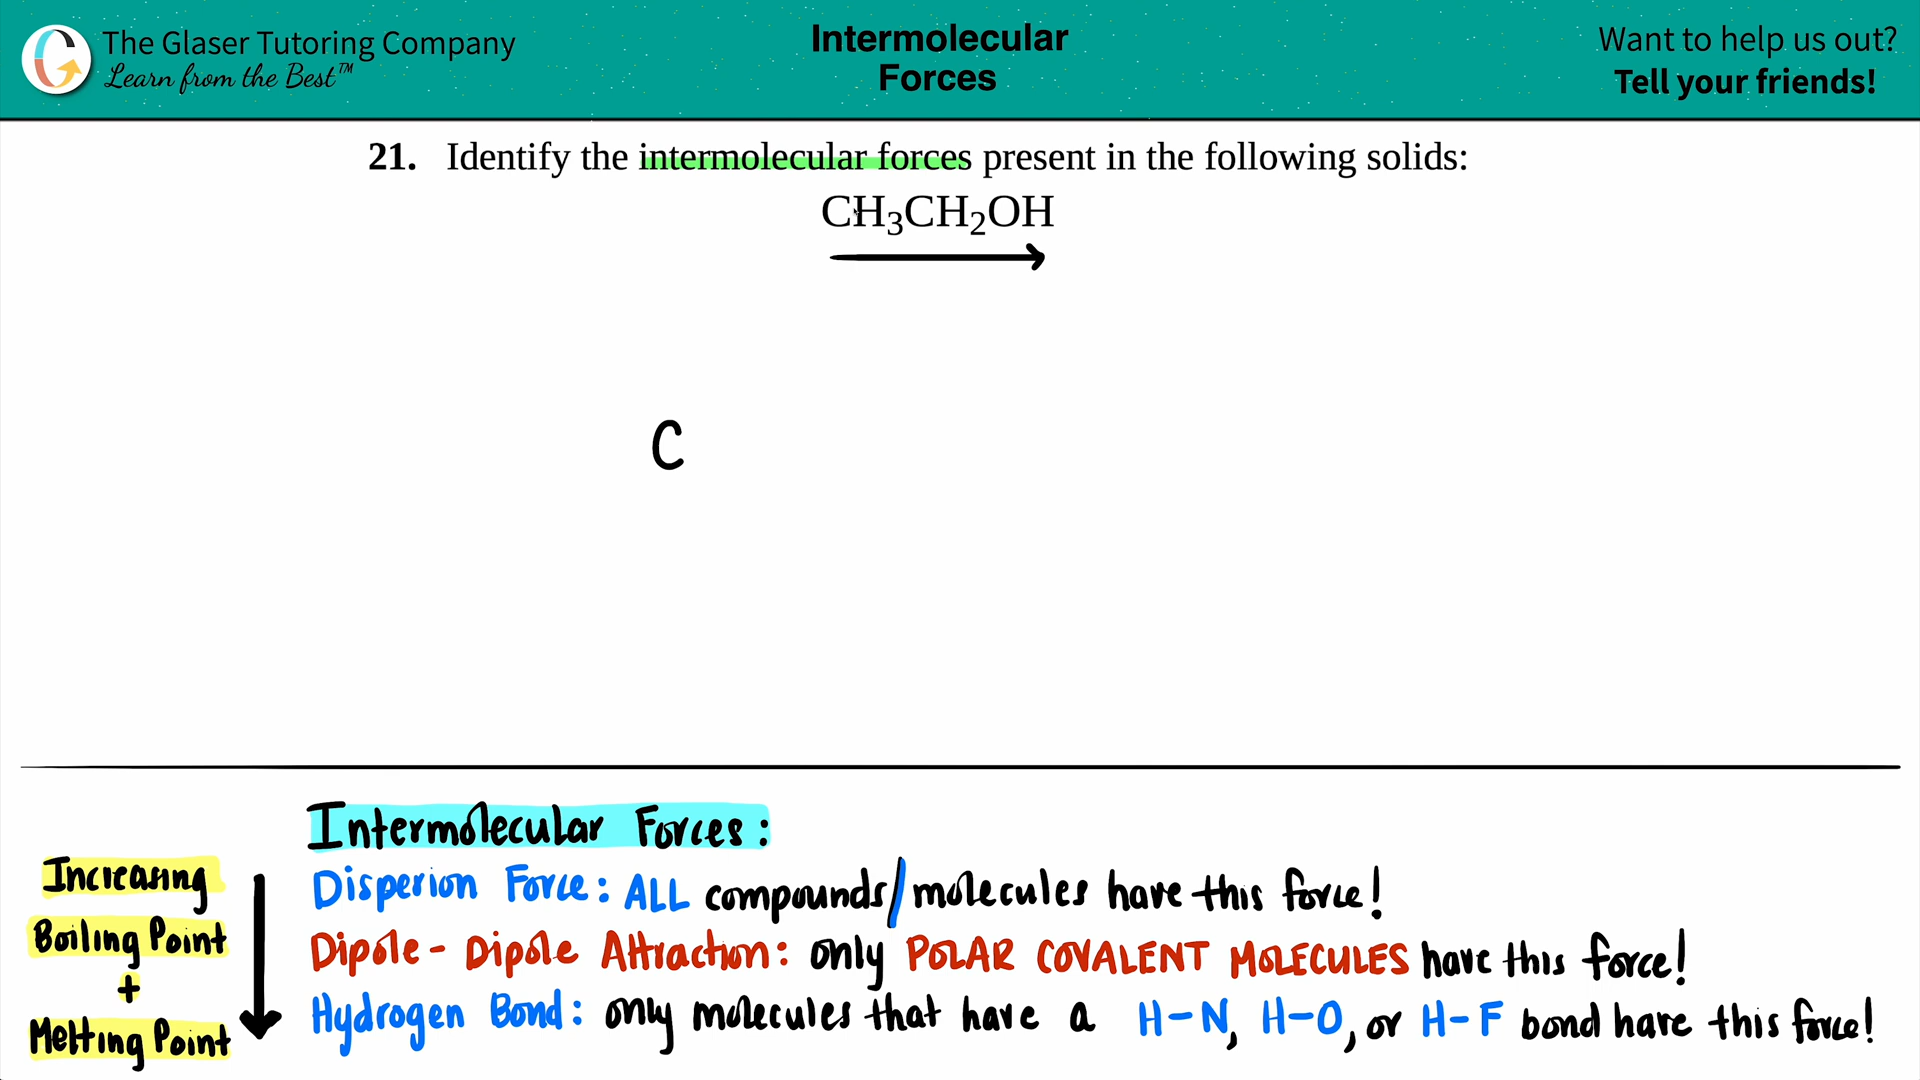 The Glaser Tutoring Company
Learn from the Best™
Intermolecular
Forces
Want to help us out?
Tell your friends!
21. Identify the intermolecular forces present in the following solids:
CH₃CH₂OH
C
Intermolecular Forces:
Disperion Force: ALL compounds/molecules have this force!
Dipole-Dipole Attraction: only POLAR COVALENT MOLECULES have this force!
Hydrogen Bond: only molecules that have a H-N, H-O, or H-F bond have this force!
Increasing
Boiling Point
+
Melting Point